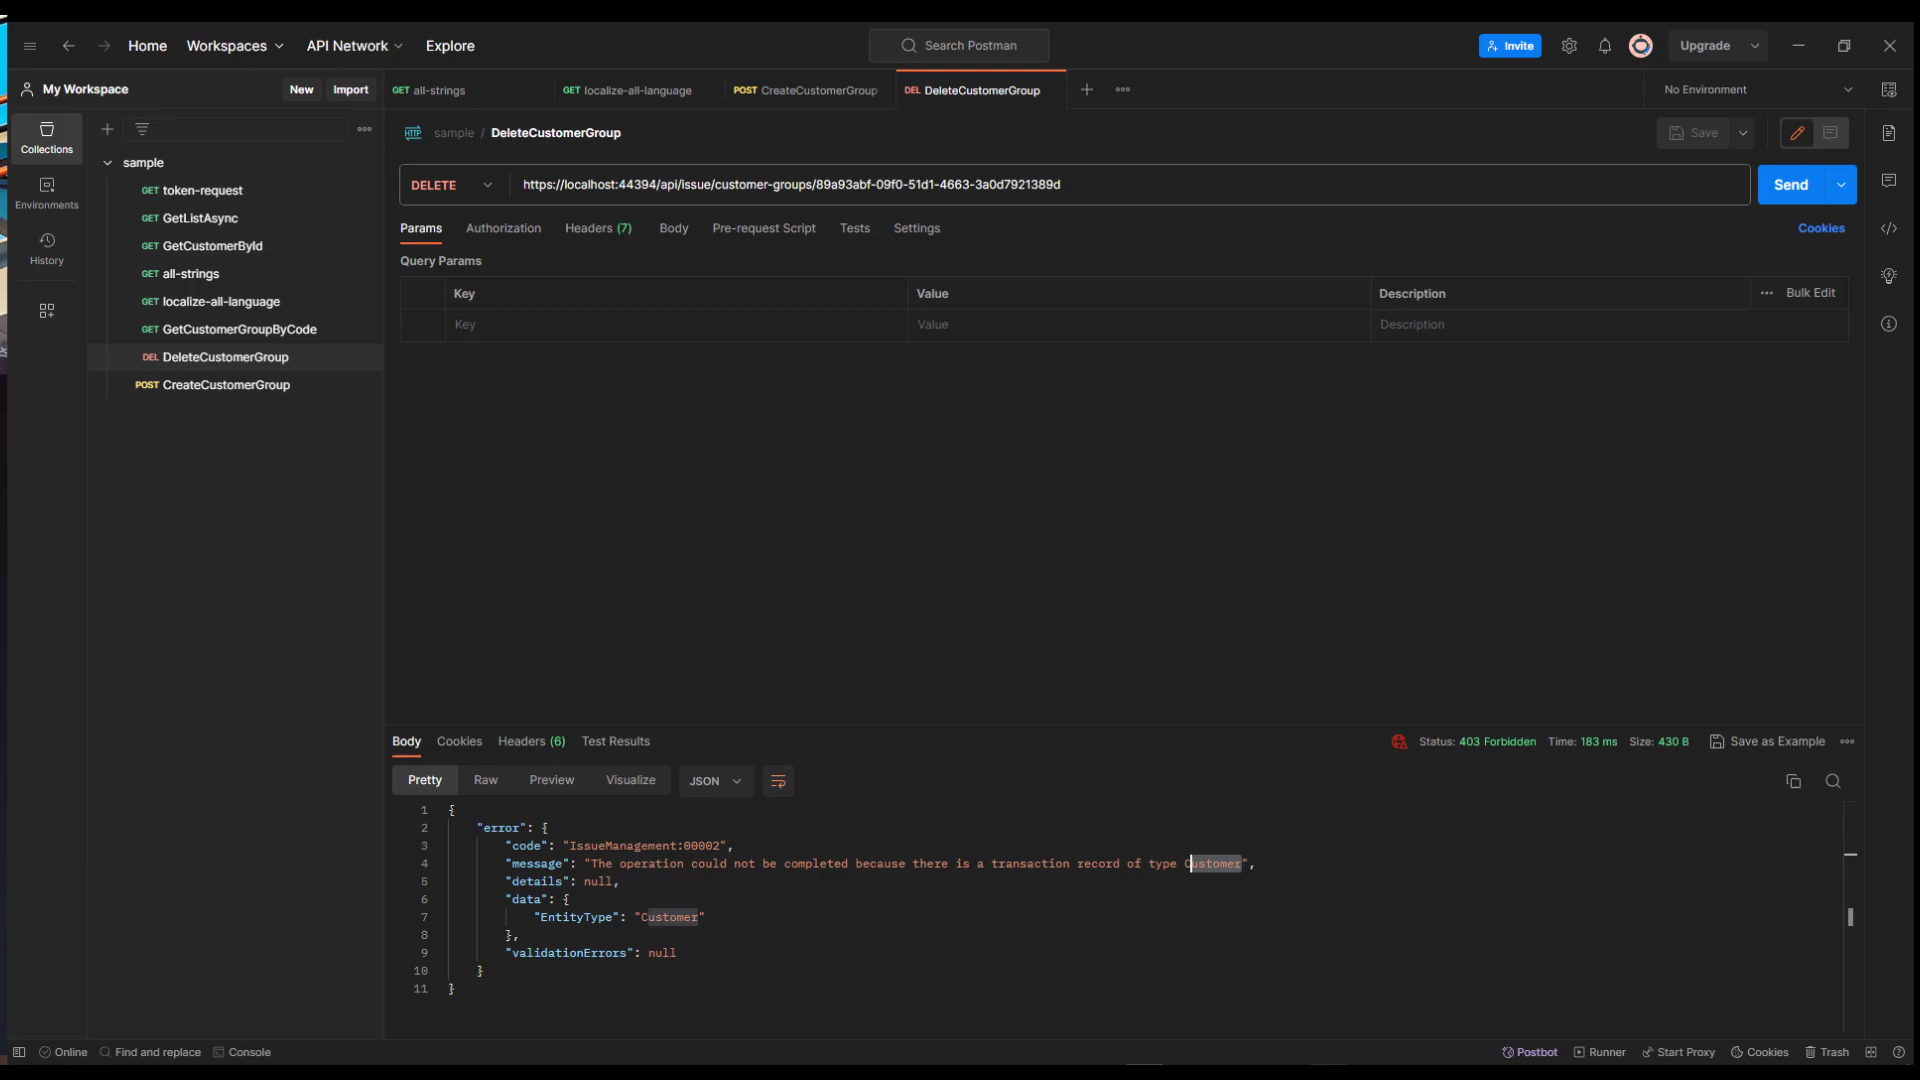 Home Workspaces API Network Explore Search Postman Invite Upgrade
My Workspace New Import GET all-strings GET localize-all-language POST CreateCustomerGroup DEL DeleteCustomerGroup No Environment
Collections
Environments
History
sample
GET token-request
GET GetListAsync
GET GetCustomerById
GET all-strings
GET localize-all-language
GET GetCustomerGroupByCode
DEL DeleteCustomerGroup
POST CreateCustomerGroup
HTTP sample / DeleteCustomerGroup Save
DELETE https://localhost:44394/api/issue/customer-groups/89a93abf-09f0-51d1-4663-3a0d7921389d Send
Params Authorization Headers (7) Body Pre-request Script Tests Settings Cookies
Query Params
Key Value Description Bulk Edit
Key Value Description
Body Cookies Headers (6) Test Results Status: 403 Forbidden Time: 183 ms Size: 430 B Save as Example
Pretty Raw Preview Visualize JSON
1 {
2 "error": {
3 "code": "IssueManagement:00002",
4 "message": "The operation could not be completed because there is a transaction record of type Customer",
5 "details": null,
6 "data": {
7 "EntityType": "Customer"
8 },
9 "validationErrors": null
10 }
11 }
Online Find and replace Console Postbot Runner Start Proxy Cookies Trash